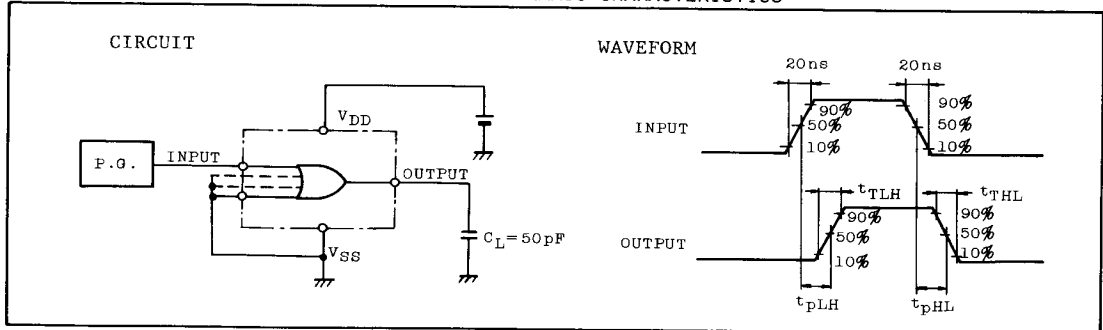 CIRCUIT
P.G.
INPUT
V_DD
OUTPUT
V_SS
C_L=50pF
WAVEFORM
20ns 20ns
INPUT
90%
50%
10%
90%
50%
10%
t_TLH
t_THL
OUTPUT
90%
50%
10%
90%
50%
10%
t_pLH
t_pHL